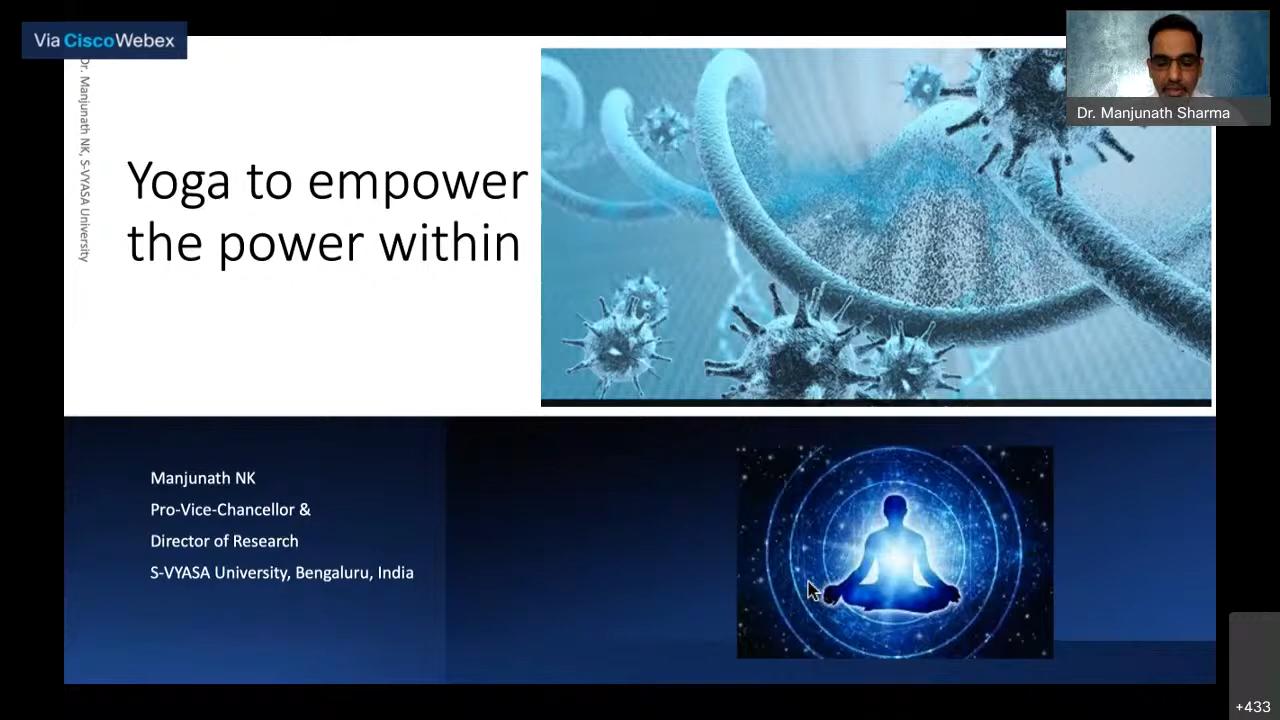 Via CiscoWebex
Dr. Manjunath Sharma
Dr. Manjunath NK, S-VYASA University
Yoga to empower
the power within
Manjunath NK
Pro-Vice-Chancellor &
Director of Research
S-VYASA University, Bengaluru, India
+433